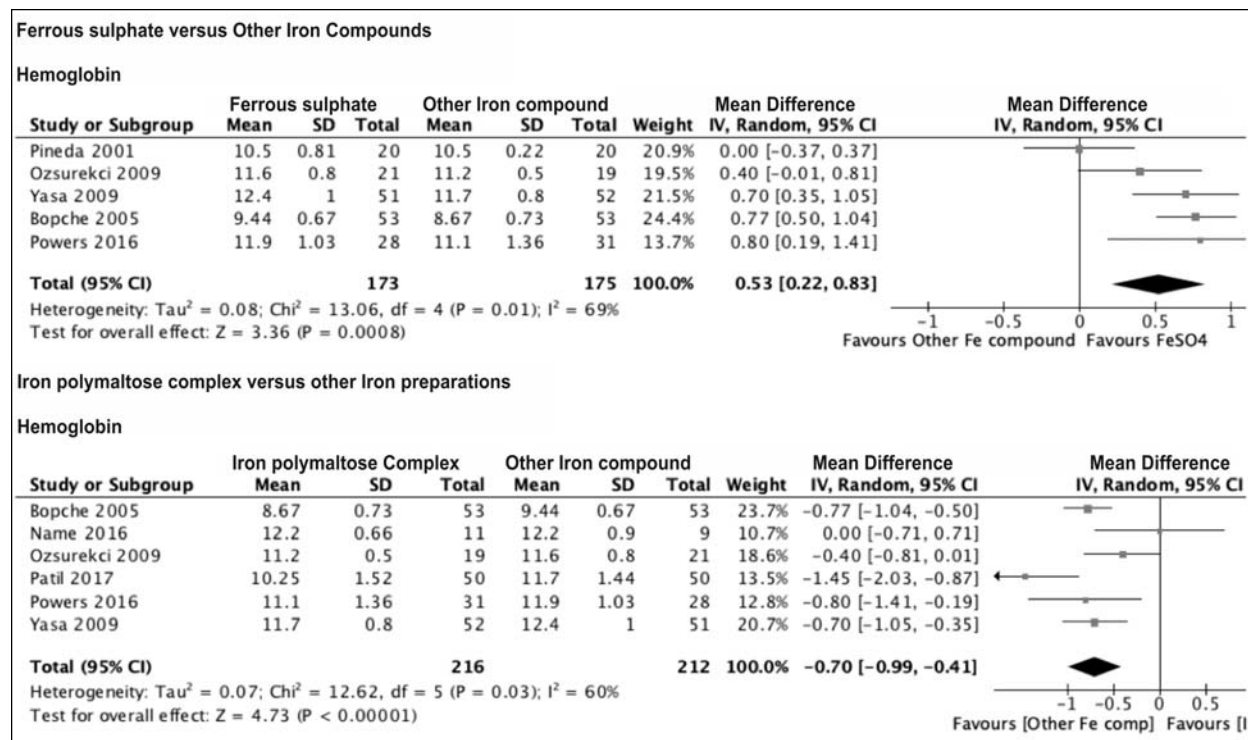 Ferrous sulphate versus Other Iron Compounds
Hemoglobin
Ferrous sulphate Other Iron compound Mean Difference Mean Difference
Study or Subgroup Mean SD Total Mean SD Total Weight IV, Random, 95% CI IV, Random, 95% CI
Pineda 2001 10.5 0.81 20 10.5 0.22 20 20.9% 0.00 [-0.37, 0.37]
Ozsurekci 2009 11.6 0.8 21 11.2 0.5 19 19.5% 0.40 [-0.01, 0.81]
Yasa 2009 12.4 1 51 11.7 0.8 52 21.5% 0.70 [0.35, 1.05]
Bopche 2005 9.44 0.67 53 8.67 0.73 53 24.4% 0.77 [0.50, 1.04]
Powers 2016 11.9 1.03 28 11.1 1.36 31 13.7% 0.80 [0.19, 1.41]
Total (95% CI) 173 175 100.0% 0.53 [0.22, 0.83]
Heterogeneity: Tau² = 0.08; Chi² = 13.06, df = 4 (P = 0.01); I² = 69%
Test for overall effect: Z = 3.36 (P = 0.0008)
-1 -0.5 0 0.5 1
Favours Other Fe compound Favours FeSO4
Iron polymaltose complex versus other Iron preparations
Hemoglobin
Iron polymaltose Complex Other Iron compound Mean Difference Mean Difference
Study or Subgroup Mean SD Total Mean SD Total Weight IV, Random, 95% CI IV, Random, 95% CI
Bopche 2005 8.67 0.73 53 9.44 0.67 53 23.7% -0.77 [-1.04, -0.50]
Name 2016 12.2 0.66 11 12.2 0.9 9 10.7% 0.00 [-0.71, 0.71]
Ozsurekci 2009 11.2 0.5 19 11.6 0.8 21 18.6% -0.40 [-0.81, 0.01]
Patil 2017 10.25 1.52 50 11.7 1.44 50 13.5% -1.45 [-2.03, -0.87]
Powers 2016 11.1 1.36 31 11.9 1.03 28 12.8% -0.80 [-1.41, -0.19]
Yasa 2009 11.7 0.8 52 12.4 1 51 20.7% -0.70 [-1.05, -0.35]
Total (95% CI) 216 212 100.0% -0.70 [-0.99, -0.41]
Heterogeneity: Tau² = 0.07; Chi² = 12.62, df = 5 (P = 0.03); I² = 60%
Test for overall effect: Z = 4.73 (P < 0.00001)
-1 -0.5 0 0.5
Favours [Other Fe comp] Favours [I